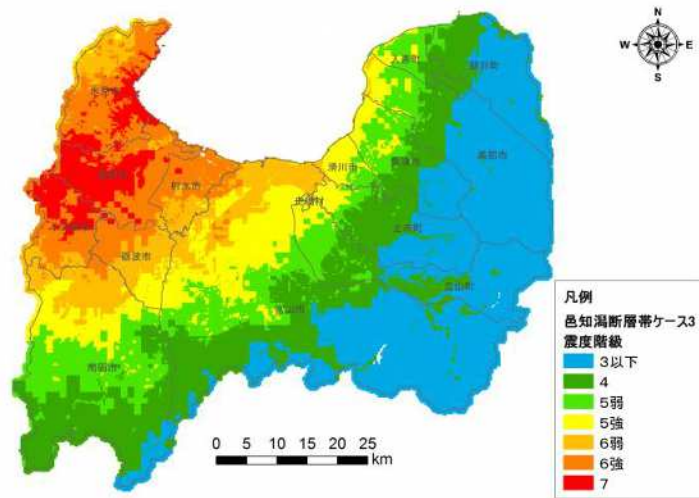 N
W
E
S
入善町
朝日町
氷見市
黒部市
魚津市
滑川市
高岡市
射水市
舟橋村
上市町
小矢部市
砺波市
立山町
富山市
南砺市
凡例
邑知潟断層帯ケース3
震度階級
3以下
4
5弱
5強
6弱
6強
7
0 5 10 15 20 25
km